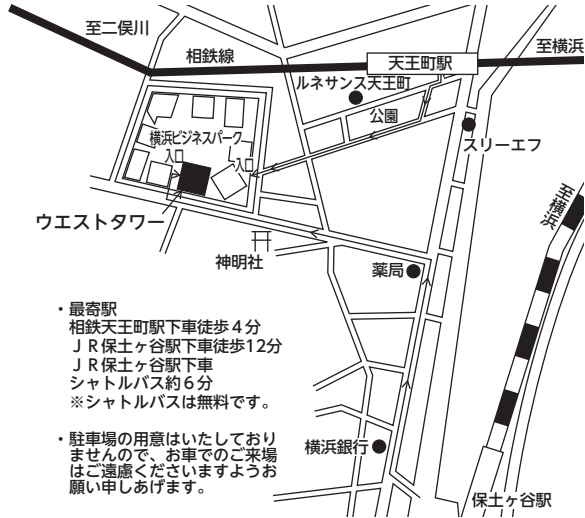 至二俣川
相鉄線
天王町駅
至横浜
ルネサンス天王町
公園
スリーエフ
横浜ビジネスパーク
入口
入口
至横浜
ウエストタワー
神明社
薬局
・最寄駅
相鉄天王町駅下車徒歩４分
ＪＲ保土ヶ谷駅下車徒歩12分
ＪＲ保土ヶ谷駅下車
シャトルバス約６分
※シャトルバスは無料です。
・駐車場の用意はいたしており
ませんので、お車でのご来場
はご遠慮くださいますようお
願い申しあげます。
横浜銀行
保土ヶ谷駅